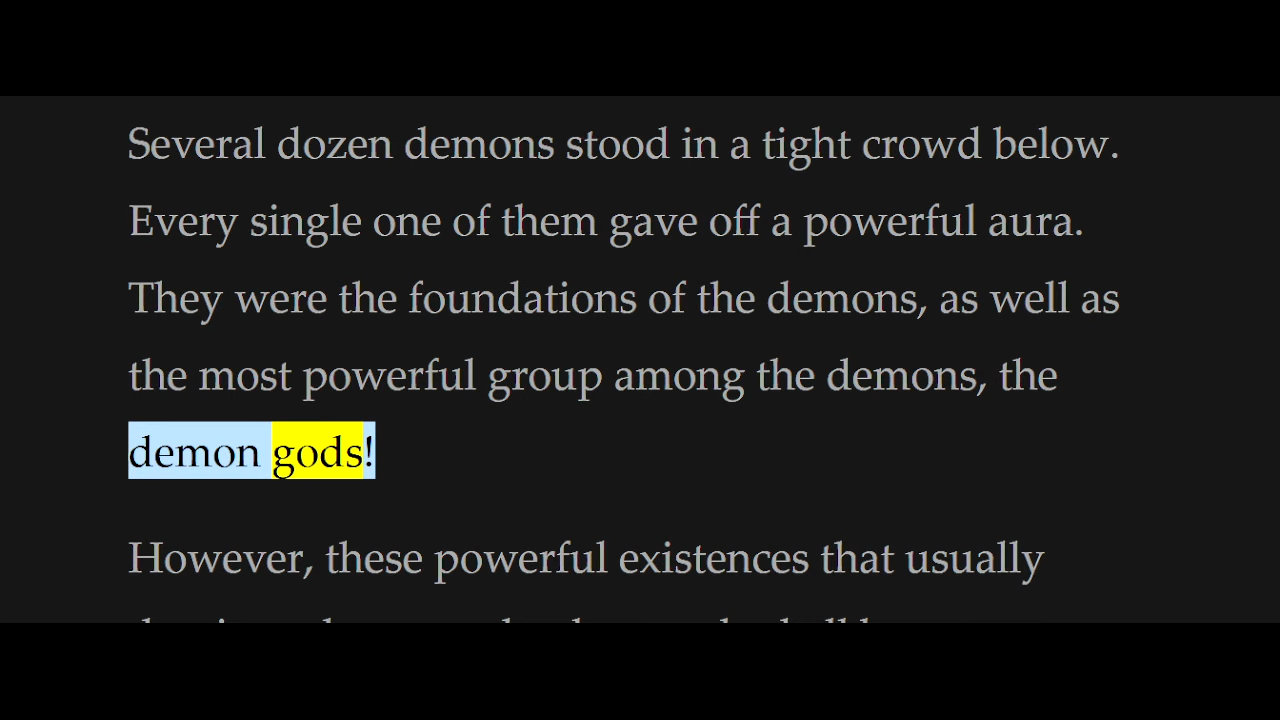 Several dozen demons stood in a tight crowd below.
Every single one of them gave off a powerful aura.
They were the foundations of the demons, as well as
the most powerful group among the demons, the
demon gods!
However, these powerful existences that usually